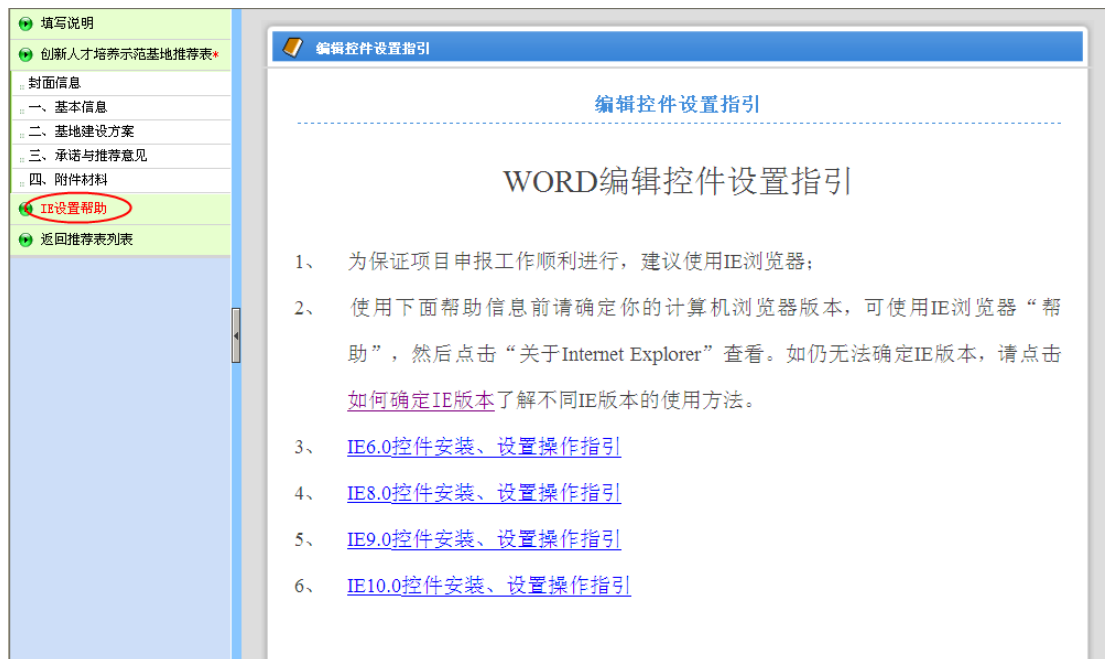 填写说明
创新人才培养示范基地推荐表*
封面信息
一、基本信息
二、基地建设方案
三、承诺与推荐意见
四、附件材料
IE设置帮助
返回推荐表列表
编辑控件设置指引
编辑控件设置指引
WORD编辑控件设置指引
1、 为保证项目申报工作顺利进行，建议使用IE浏览器；
2、 使用下面帮助信息前请确定你的计算机浏览器版本，可使用IE浏览器“帮
助”，然后点击“关于Internet Explorer”查看。如仍无法确定IE版本，请点击
如何确定IE版本了解不同IE版本的使用方法。
3、 IE6.0控件安装、设置操作指引
4、 IE8.0控件安装、设置操作指引
5、 IE9.0控件安装、设置操作指引
6、 IE10.0控件安装、设置操作指引